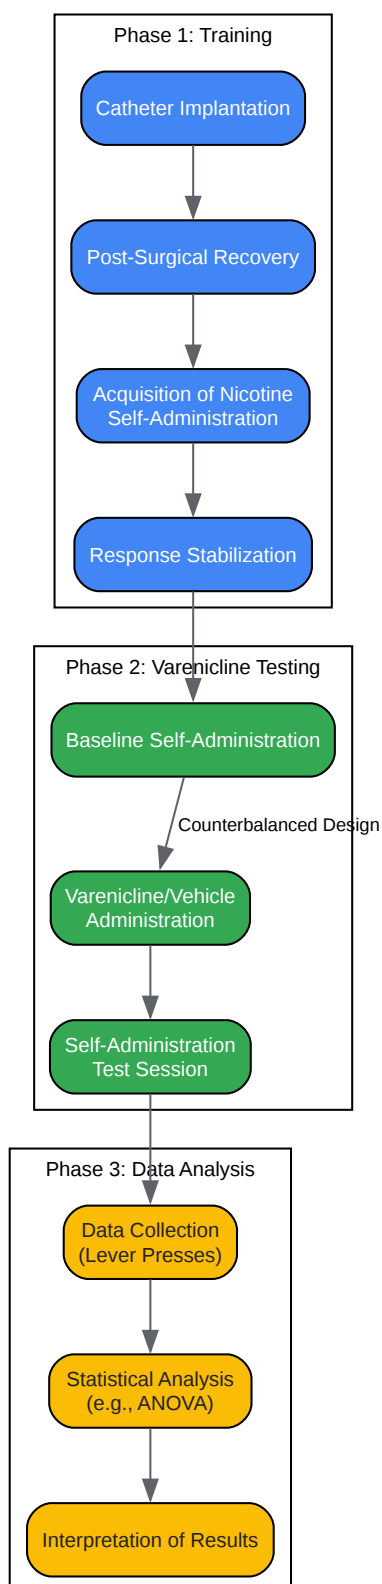 Phase 1: Training
Catheter Implantation
Post-Surgical Recovery
Acquisition of Nicotine
Self-Administration
Response Stabilization
Phase 2: Varenicline Testing
Baseline Self-Administration
Counterbalanced Design
Varenicline/Vehicle
Administration
Self-Administration
Test Session
Phase 3: Data Analysis
Data Collection
(Lever Presses)
Statistical Analysis
(e.g., ANOVA)
Interpretation of Results